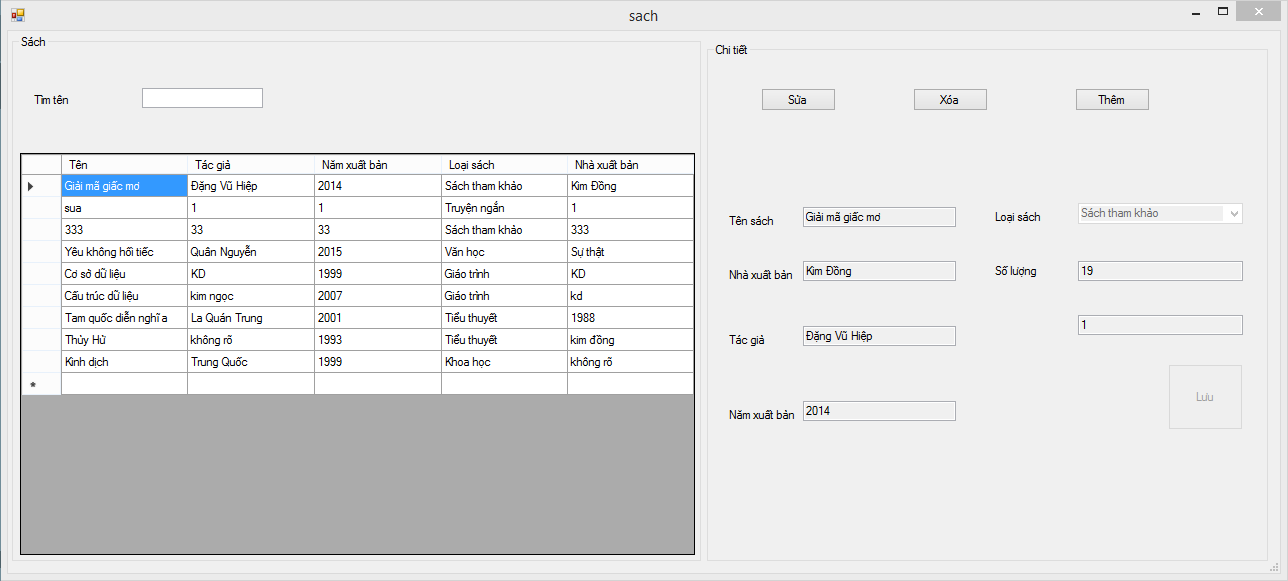 sach
Sách
Tìm tên
Tên Tác giả Năm xuất bản Loại sách Nhà xuất bản
Giải mã giấc mơ Đặng Vũ Hiệp 2014 Sách tham khảo Kim Đồng
sua 1 1 Truyện ngắn 1
333 33 33 Sách tham khảo 333
Yêu không hối tiếc Quân Nguyễn 2015 Văn học Sự thật
Cơ sở dữ liệu KD 1999 Giáo trình KD
Cấu trúc dữ liệu kim ngọc 2007 Giáo trình kd
Tam quốc diễn nghĩa La Quán Trung 2001 Tiểu thuyết 1988
Thủy Hử không rõ 1993 Tiểu thuyết kim đồng
Kinh dịch Trung Quốc 1999 Khoa học không rõ
Chi tiết
Sửa Xóa Thêm
Tên sách Giải mã giấc mơ Loại sách Sách tham khảo
Nhà xuất bản Kim Đồng Số lượng 19
1
Tác giả Đặng Vũ Hiệp
Lưu
Năm xuất bản 2014